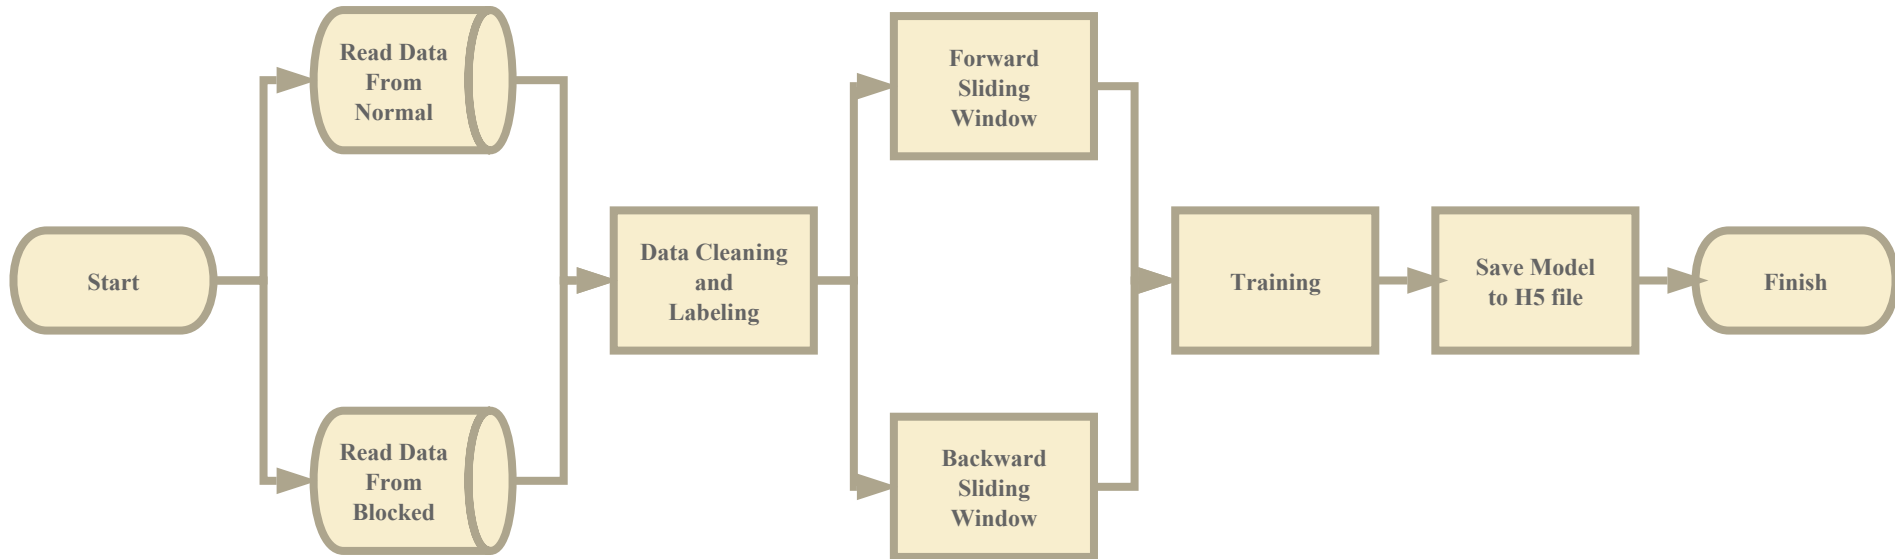 Start
Read Data
From
Normal
Read Data
From
Blocked
Data Cleaning
and
Labeling
Forward
Sliding
Window
Backward
Sliding
Window
Training
Save Model
to H5 file
Finish